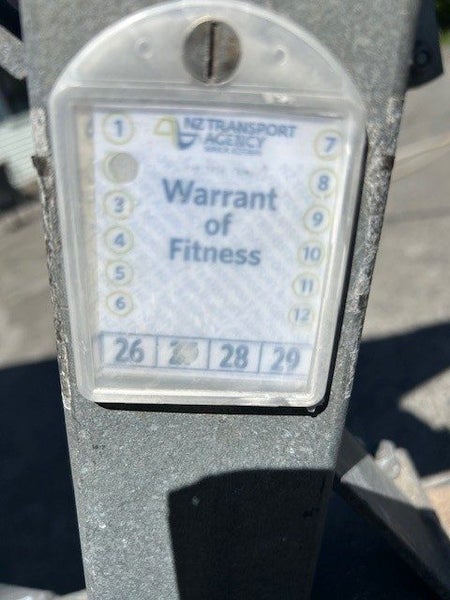 NZ TRANSPORT
AGENCY
Warrant
of
Fitness
1
3
4
5
6
7
8
9
10
11
12
26 28 29